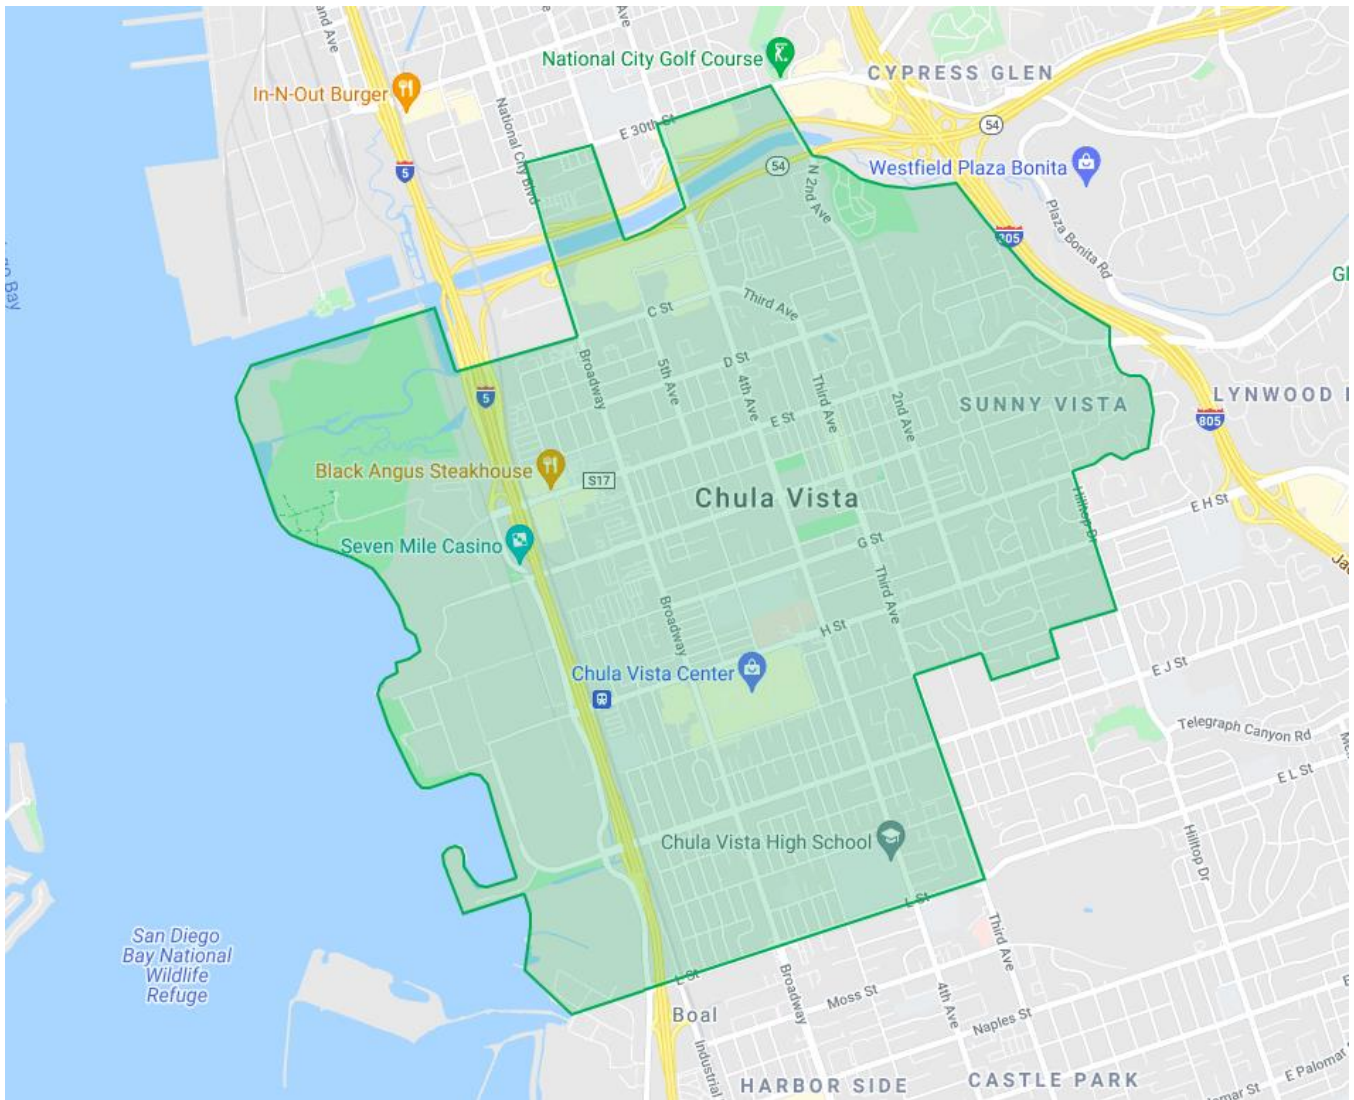 National City Golf Course
CYPRESS GLEN
In-N-Out Burger
National City Blvd
E 30th St
54
54
Westfield Plaza Bonita
5
N 2nd Ave
Plaza Bonita Rd
805
C St
Third Ave
Broadway
5th Ave
D St
4th Ave
Third Ave
2nd Ave
E St
SUNNY VISTA
LYNWOOD
805
5
Black Angus Steakhouse
S17
Chula Vista
Hilltop Dr
E H St
Seven Mile Casino
G St
Third Ave
Broadway
H St
Chula Vista Center
E J St
Telegraph Canyon Rd
E L St
Chula Vista High School
Hilltop Dr
L St
San Diego
Bay National
Wildlife
Refuge
Third Ave
L St
Broadway
4th Ave
Moss St
Naples St
Boal
Industrial
HARBOR SIDE
CASTLE PARK
E Palomar St